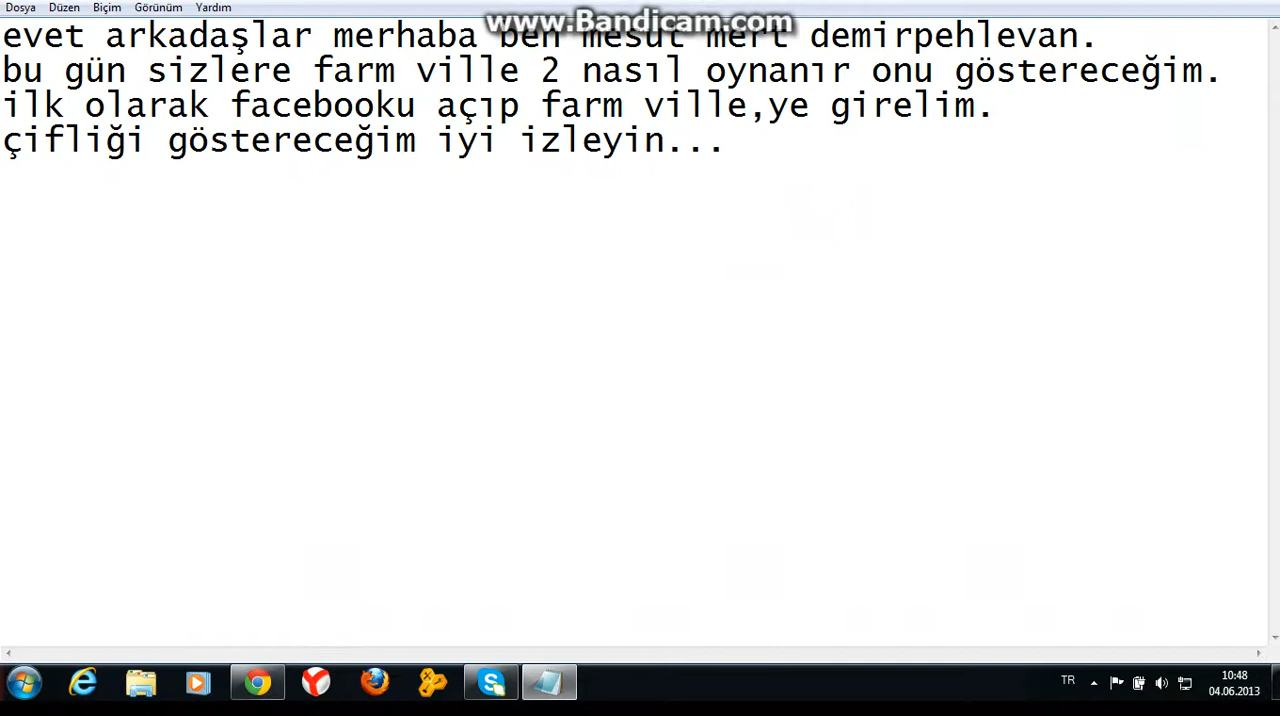 Dosya Düzen Biçim Görünüm Yardım
www.Bandicam.com
evet arkadaşlar merhaba ben mesut mert demirpehlevan.
bu gün sizlere farm ville 2 nasıl oynanır onu göstereceğim.
ilk olarak facebooku açıp farm ville,ye girelim.
çifliği göstereceğim iyi izleyin...
TR
10:48
04.06.2013